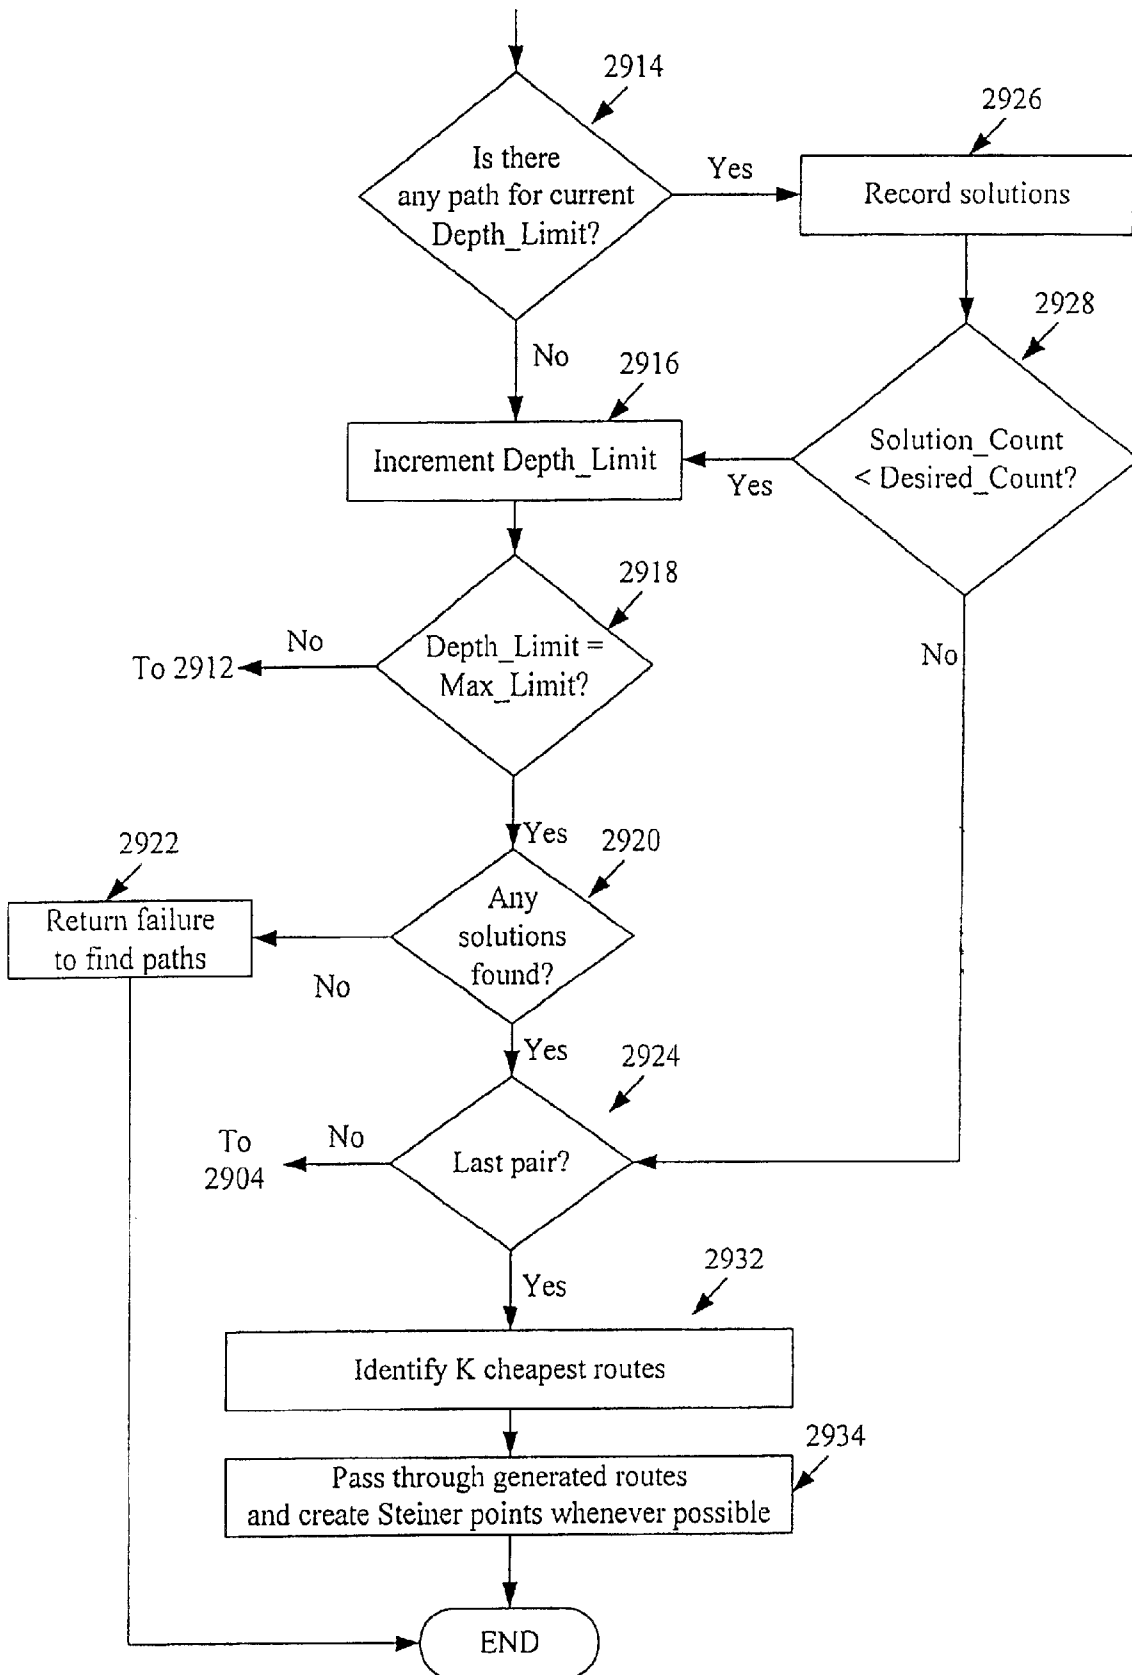 2914
Is there
any path for current
Depth_Limit?
Yes
2926
Record solutions
No
2928
Solution_Count
< Desired_Count?
Yes
No
2916
Increment Depth_Limit
2918
Depth_Limit =
Max_Limit?
No
To 2912
Yes
2920
Any
solutions
found?
No
2922
Return failure
to find paths
Yes
2924
Last pair?
No
To
2904
Yes
2932
Identify K cheapest routes
2934
Pass through generated routes
and create Steiner points whenever possible
END